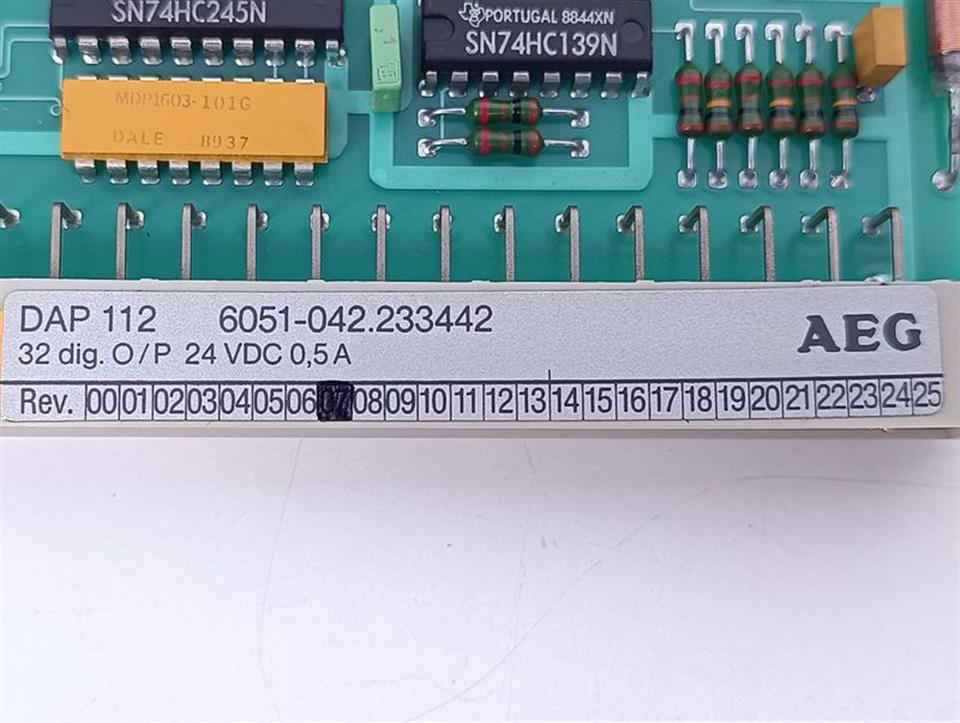 SN74HC245N
PORTUGAL 8844XN
SN74HC139N
MDP1603-101G
DALE 8937
DAP 112 6051-042.233442
32 dig. O/P 24 VDC 0,5 A
AEG
Rev. 00 01 02 03 04 05 06 07 08 09 10 11 12 13 14 15 16 17 18 19 20 21 22 23 24 25